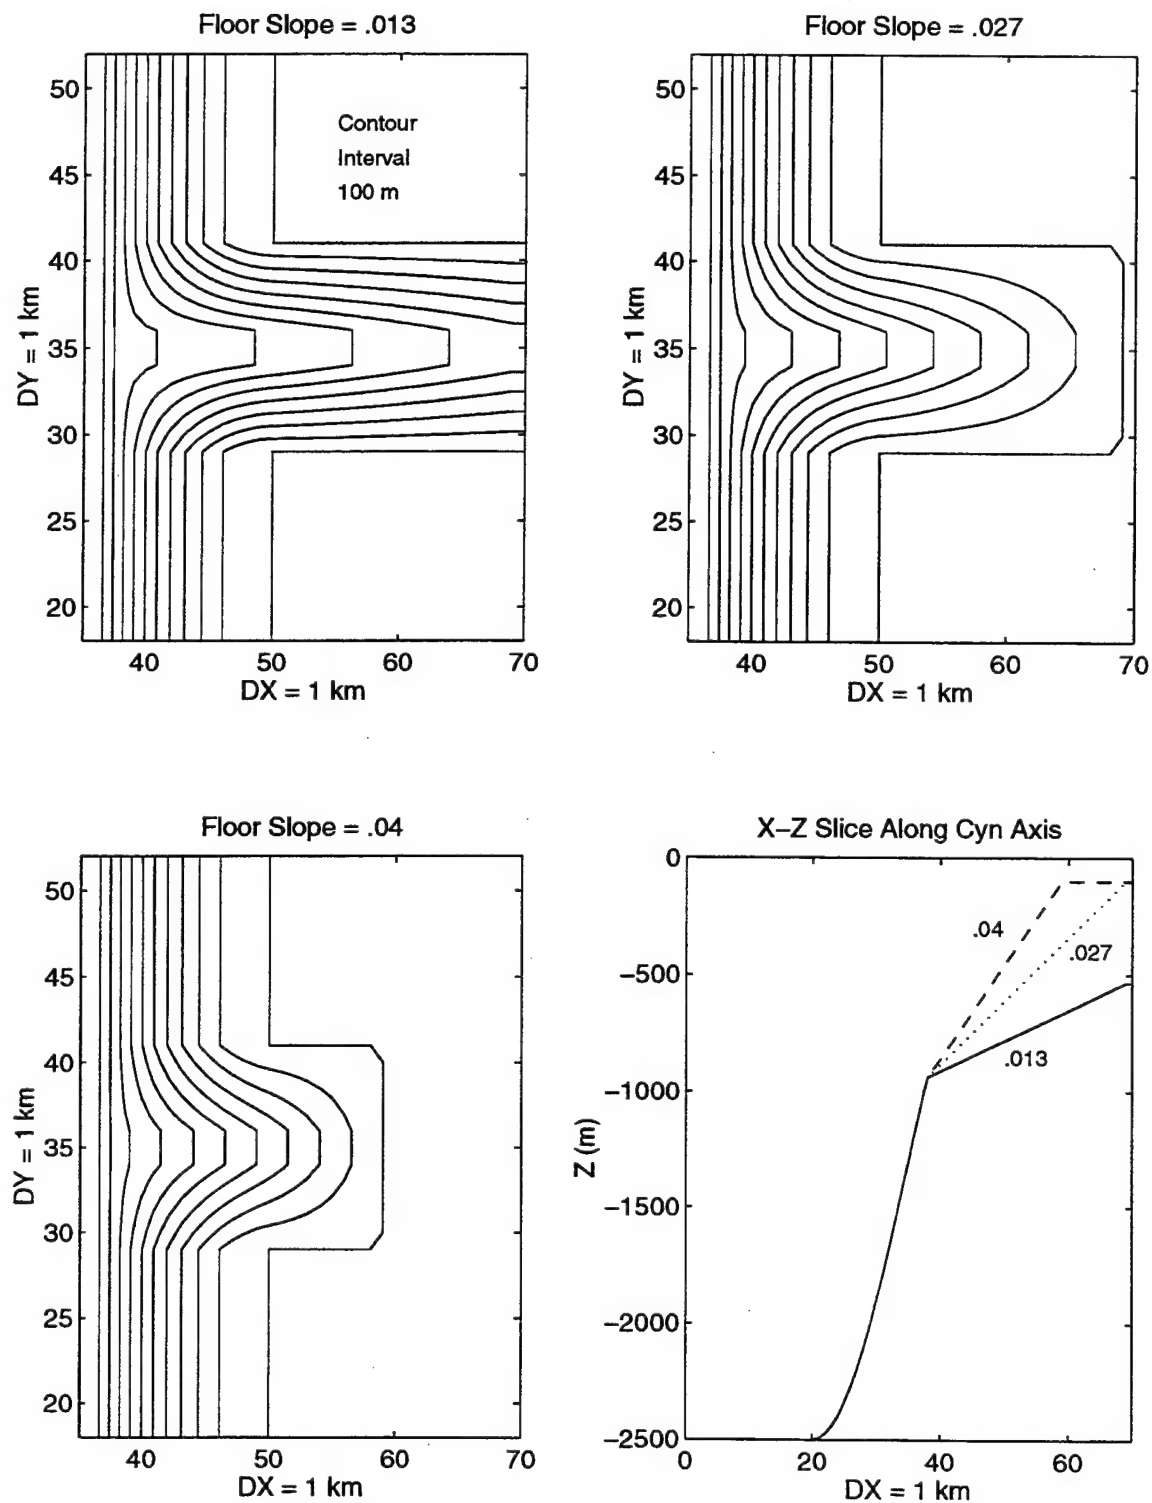 Floor Slope = .013
50
45
40
35
30
25
20
DY = 1 km
Contour
Interval
100 m
40 50 60 70
DX = 1 km
Floor Slope = .027
50
45
40
35
30
25
20
DY = 1 km
40 50 60 70
DX = 1 km
Floor Slope = .04
50
45
40
35
30
25
20
DY = 1 km
40 50 60 70
DX = 1 km
X–Z Slice Along Cyn Axis
0
–500
–1000
–1500
–2000
–2500
Z (m)
.04
.027
.013
0 20 40 60
DX = 1 km